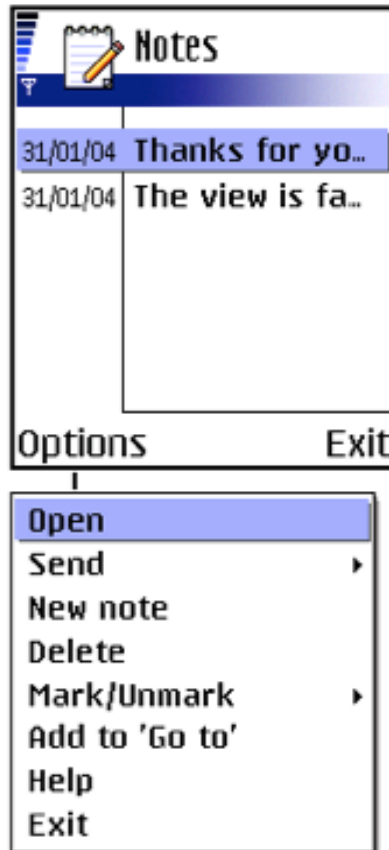 Notes
31/01/04 Thanks for yo…
31/01/04 The view is fa…
Options Exit
Open
Send
New note
Delete
Mark/Unmark
Add to 'Go to'
Help
Exit